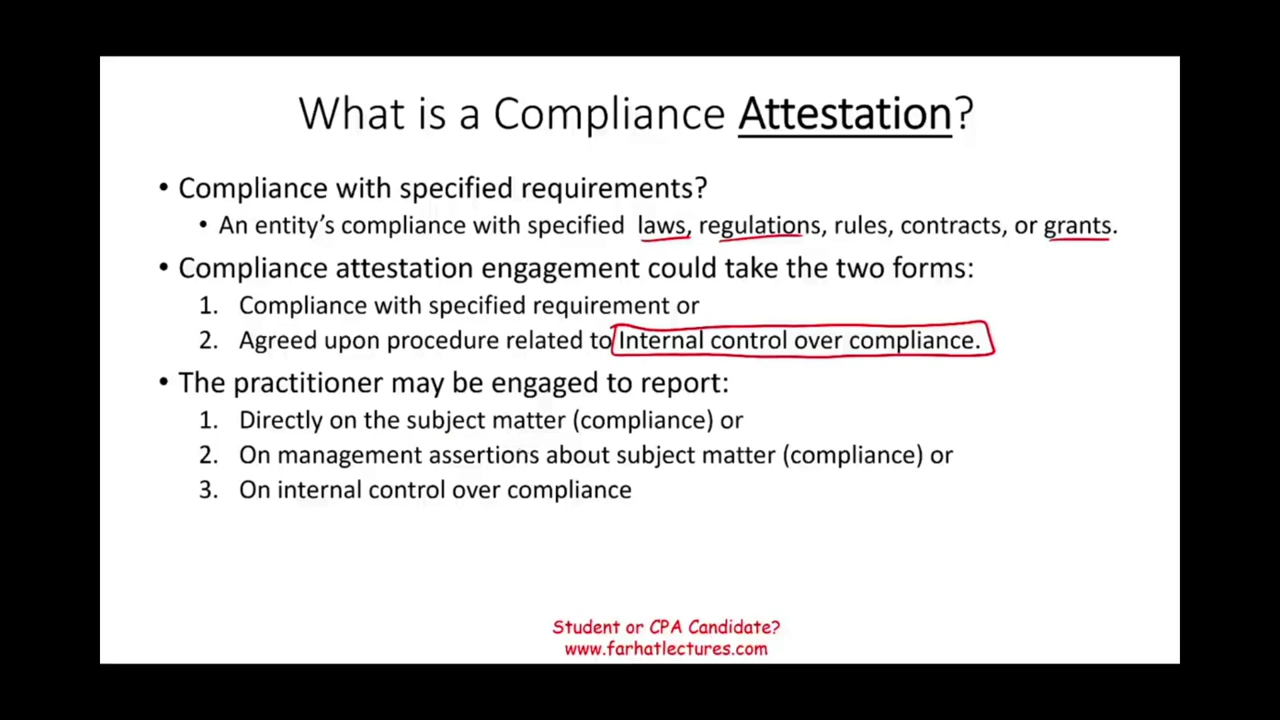 What is a Compliance Attestation?
• Compliance with specified requirements?
• An entity's compliance with specified laws, regulations, rules, contracts, or grants.
• Compliance attestation engagement could take the two forms:
1. Compliance with specified requirement or
2. Agreed upon procedure related to Internal control over compliance.
• The practitioner may be engaged to report:
1. Directly on the subject matter (compliance) or
2. On management assertions about subject matter (compliance) or
3. On internal control over compliance
Student or CPA Candidate?
www.farhatlectures.com